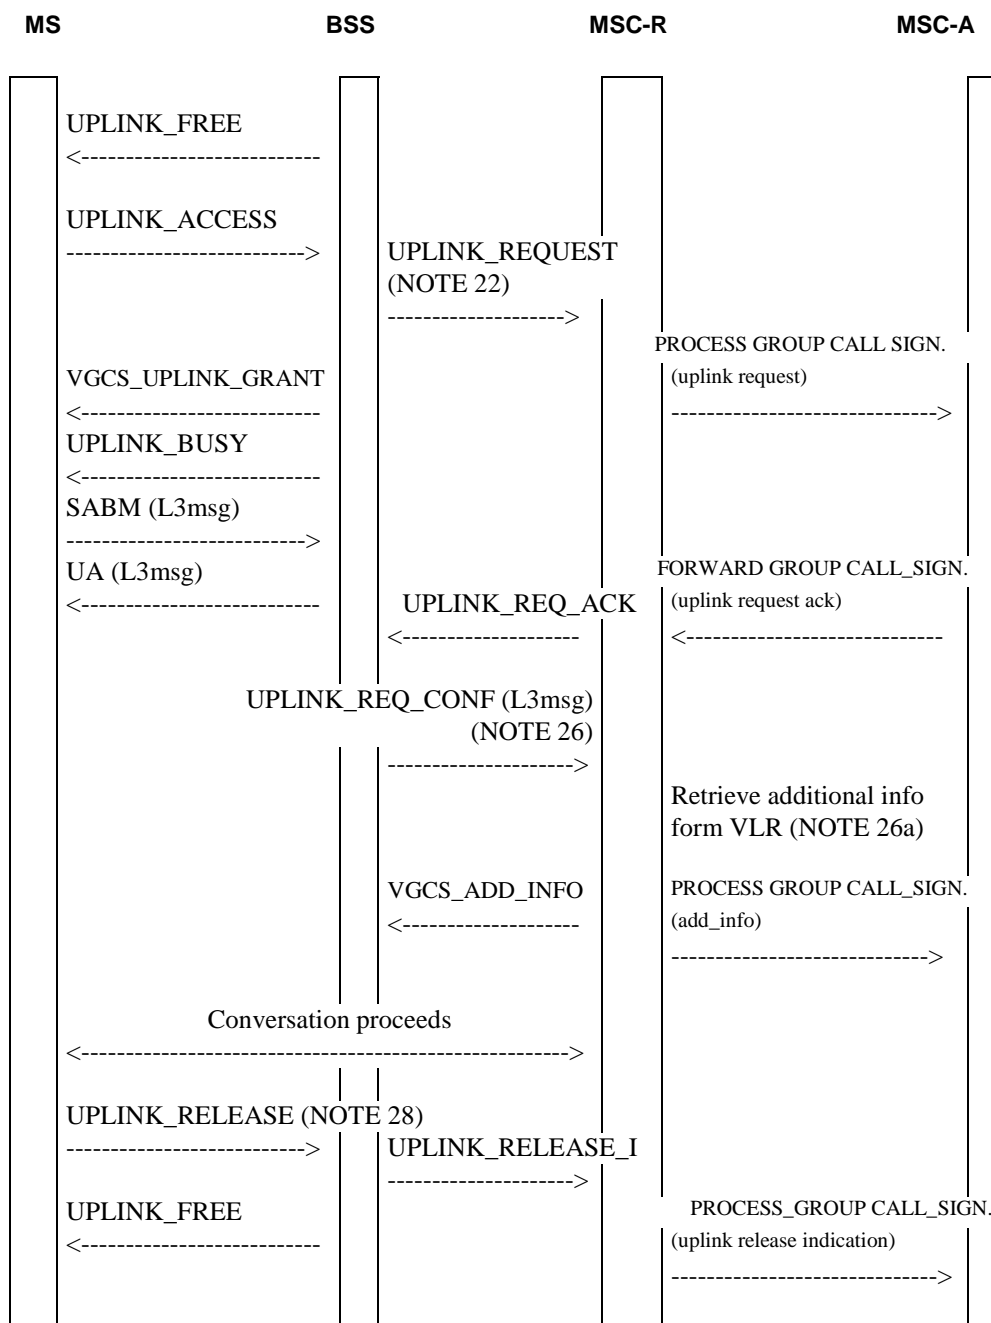 MS BSS MSC-R MSC-A
UPLINK_FREE
<---------------------------
UPLINK_ACCESS
--------------------------->
UPLINK_REQUEST
(NOTE 22)
-------------------->
PROCESS GROUP CALL SIGN.
(uplink request)
------------------------------>
VGCS_UPLINK_GRANT
<---------------------------
UPLINK_BUSY
<---------------------------
SABM (L3msg)
--------------------------->
UA (L3msg)
<---------------------------
FORWARD GROUP CALL_SIGN.
(uplink request ack)
<-----------------------------
UPLINK_REQ_ACK
<--------------------
UPLINK_REQ_CONF (L3msg)
(NOTE 26)
--------------------->
Retrieve additional info
form VLR (NOTE 26a)
VGCS_ADD_INFO
<--------------------
PROCESS GROUP CALL_SIGN.
(add_info)
----------------------------->
Conversation proceeds
<------------------------------------------------------->
UPLINK_RELEASE (NOTE 28)
--------------------------->
UPLINK_RELEASE_I
--------------------->
UPLINK_FREE
<---------------------------
PROCESS_GROUP CALL_SIGN.
(uplink release indication)
------------------------------>